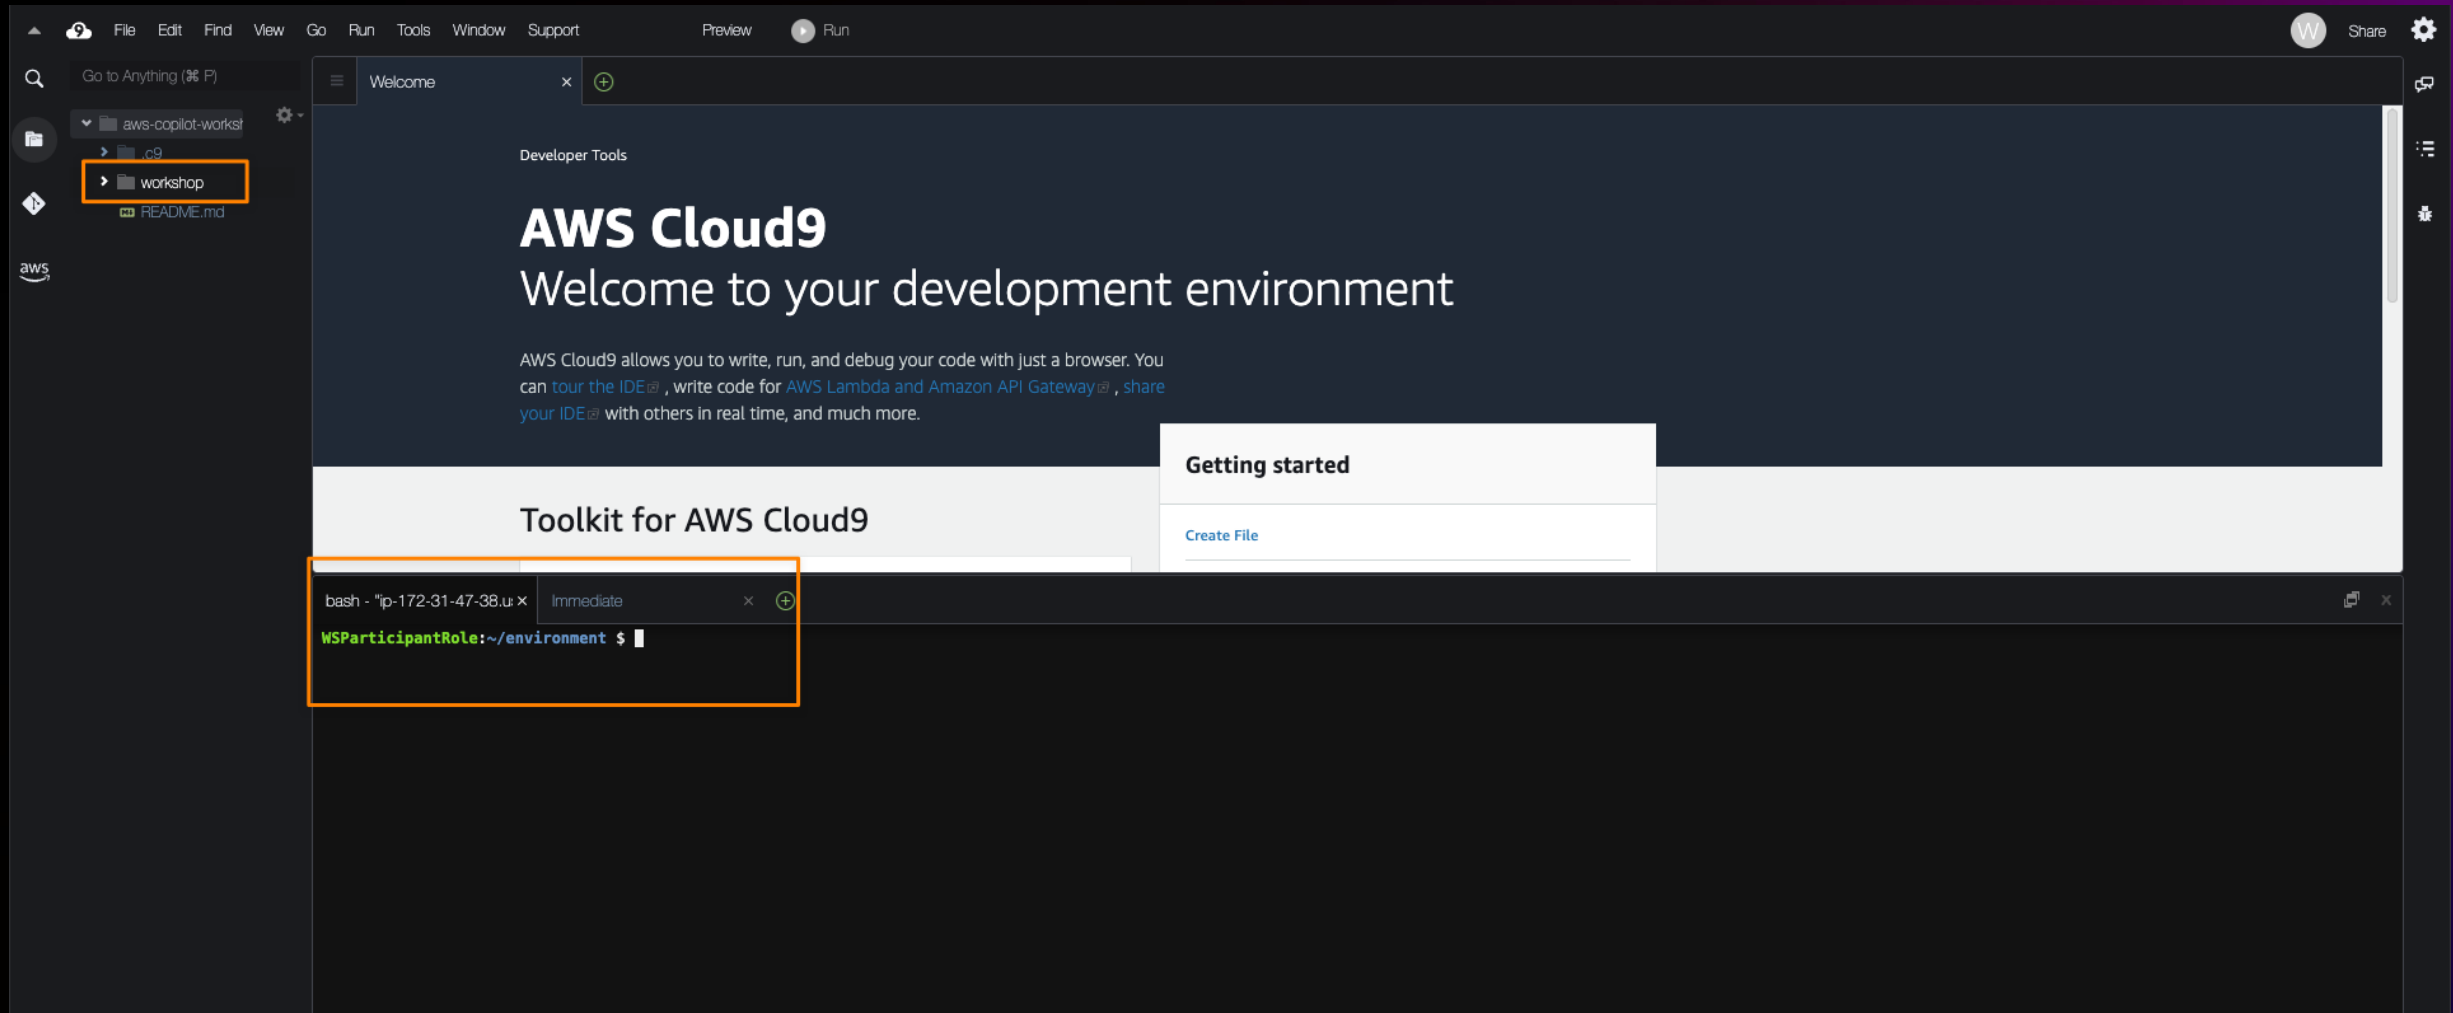 File Edit Find View Go Run Tools Window Support Preview Run
W Share
Go to Anything (⌘ P)
Welcome
aws-copilot-worksh
.c9
workshop
README.md
aws
Developer Tools
AWS Cloud9
Welcome to your development environment
AWS Cloud9 allows you to write, run, and debug your code with just a browser. You
can tour the IDE , write code for AWS Lambda and Amazon API Gateway , share
your IDE with others in real time, and much more.
Getting started
Toolkit for AWS Cloud9
Create File
bash - "ip-172-31-47-38.u
Immediate
WSParticipantRole:~/environment $